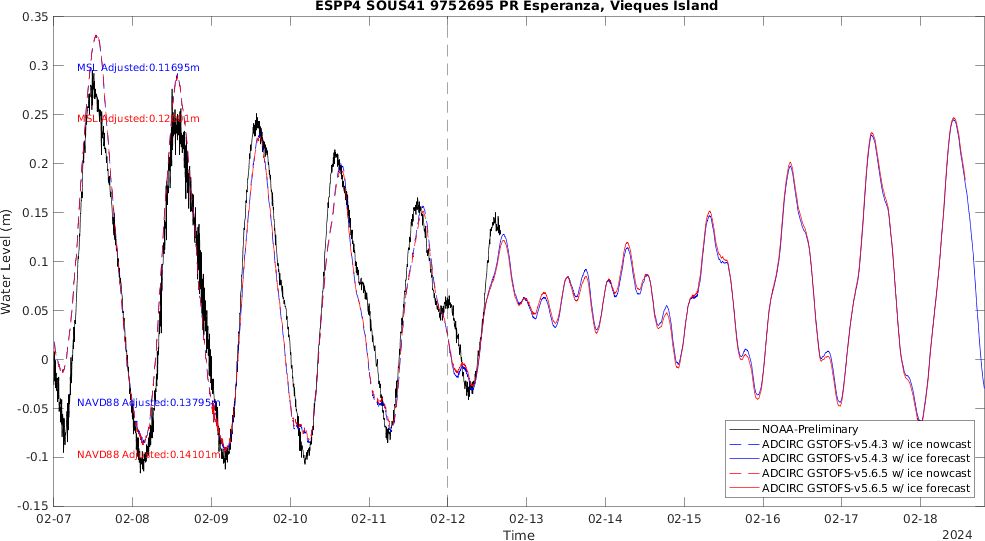 ESPP4 SOUS41 9752695 PR Esperanza, Vieques Island
0.35
0.3
0.25
0.2
0.15
0.1
0.05
0
-0.05
-0.1
-0.15
Water Level (m)
MSL Adjusted:0.11695m
MSL
NAVD88 Adjusted:0.13795m
NAVD88 Adjusted:0.14101m
NOAA-Preliminary
ADCIRC GSTOFS-v5.4.3 w/ ice nowcast
ADCIRC GSTOFS-v5.4.3 w/ ice forecast
ADCIRC GSTOFS-v5.6.5 w/ ice nowcast
ADCIRC GSTOFS-v5.6.5 w/ ice forecast
02-07 02-08 02-09 02-10 02-11 02-12 02-13 02-14 02-15 02-16 02-17 02-18
Time
2024